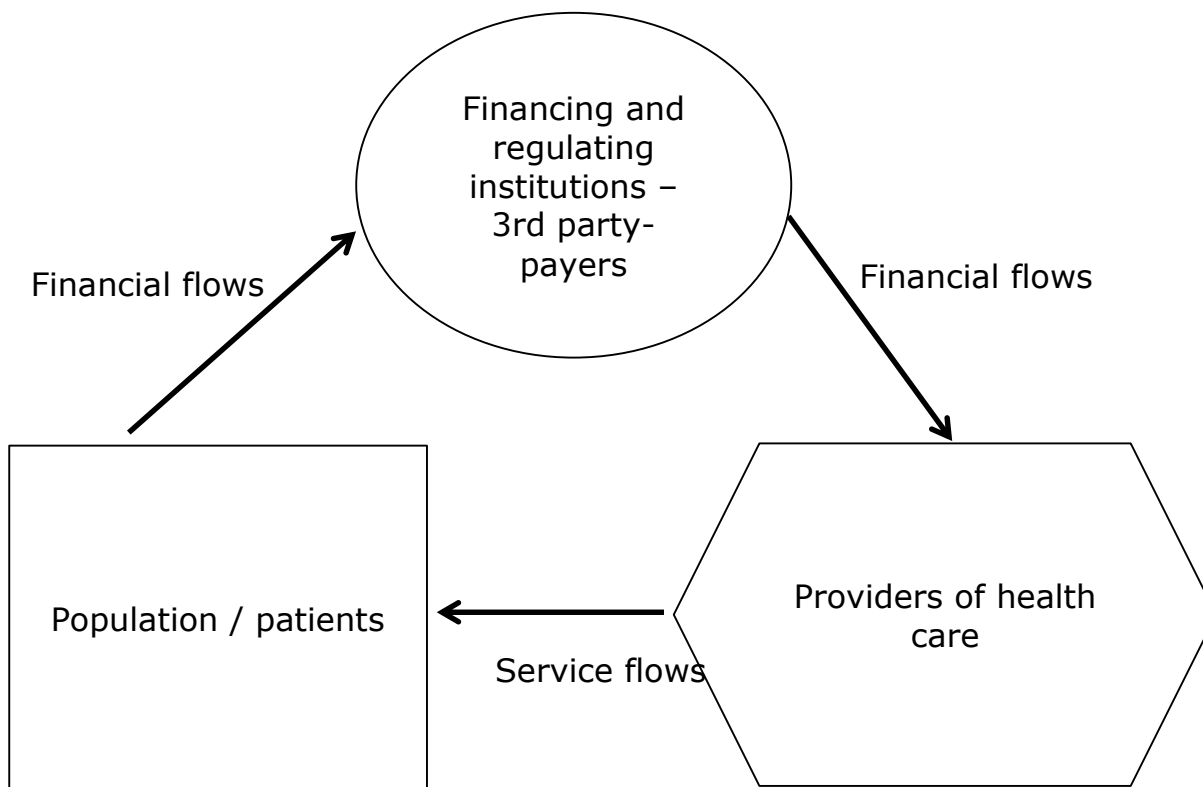 Financing and
regulating
institutions –
3rd party-
payers
Financial flows
Financial flows
Population / patients
Service flows
Providers of health
care